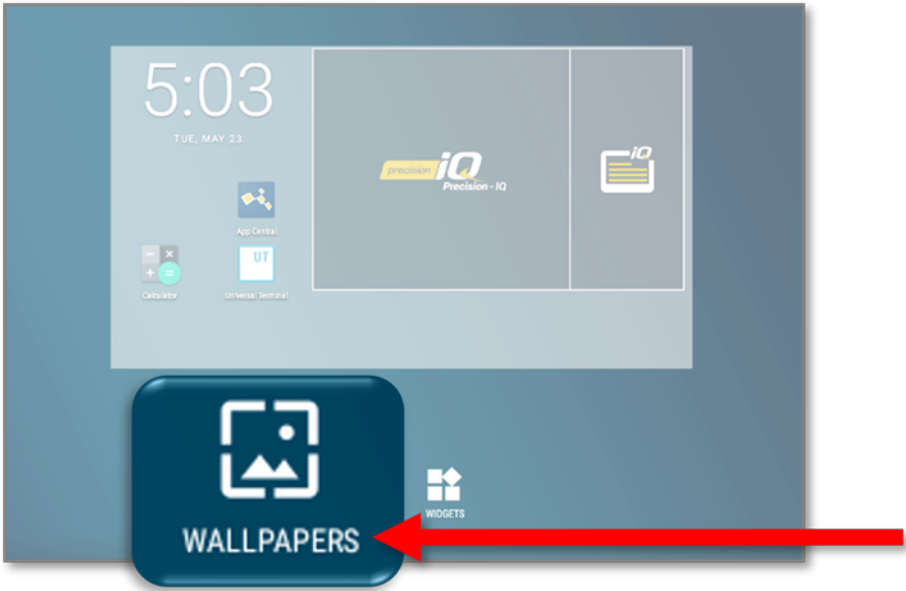 5:03
TUE, MAY 23
precision iQ
Precision - IQ
iQ
App Central
UT
Calculator
Universal Terminal
WALLPAPERS
WIDGETS